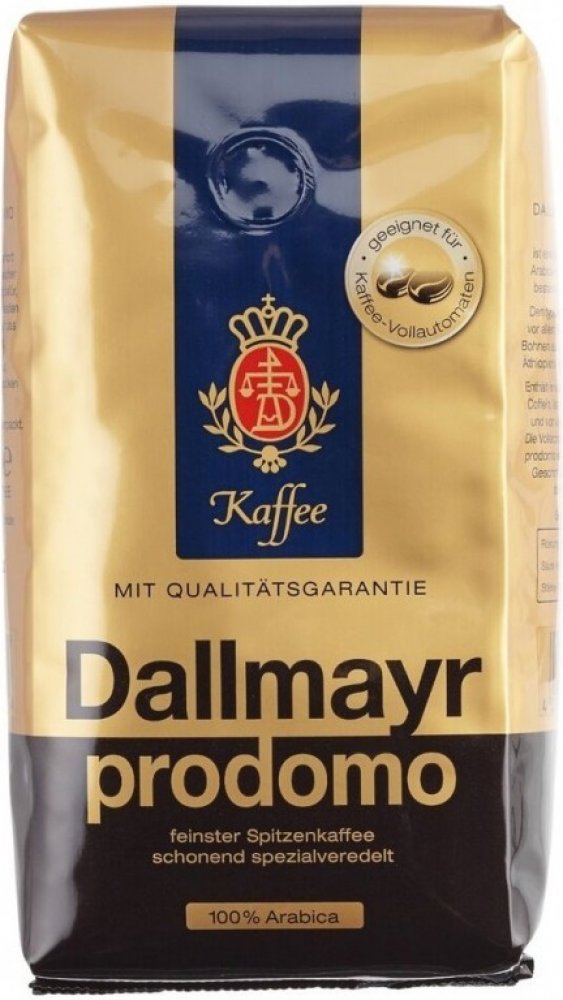 geeignet für
Kaffee-Vollautomaten
Kaffee
MIT QUALITÄTSGARANTIE
Dallmayr
prodomo
feinster Spitzenkaffee
schonend spezialveredelt
100% Arabica